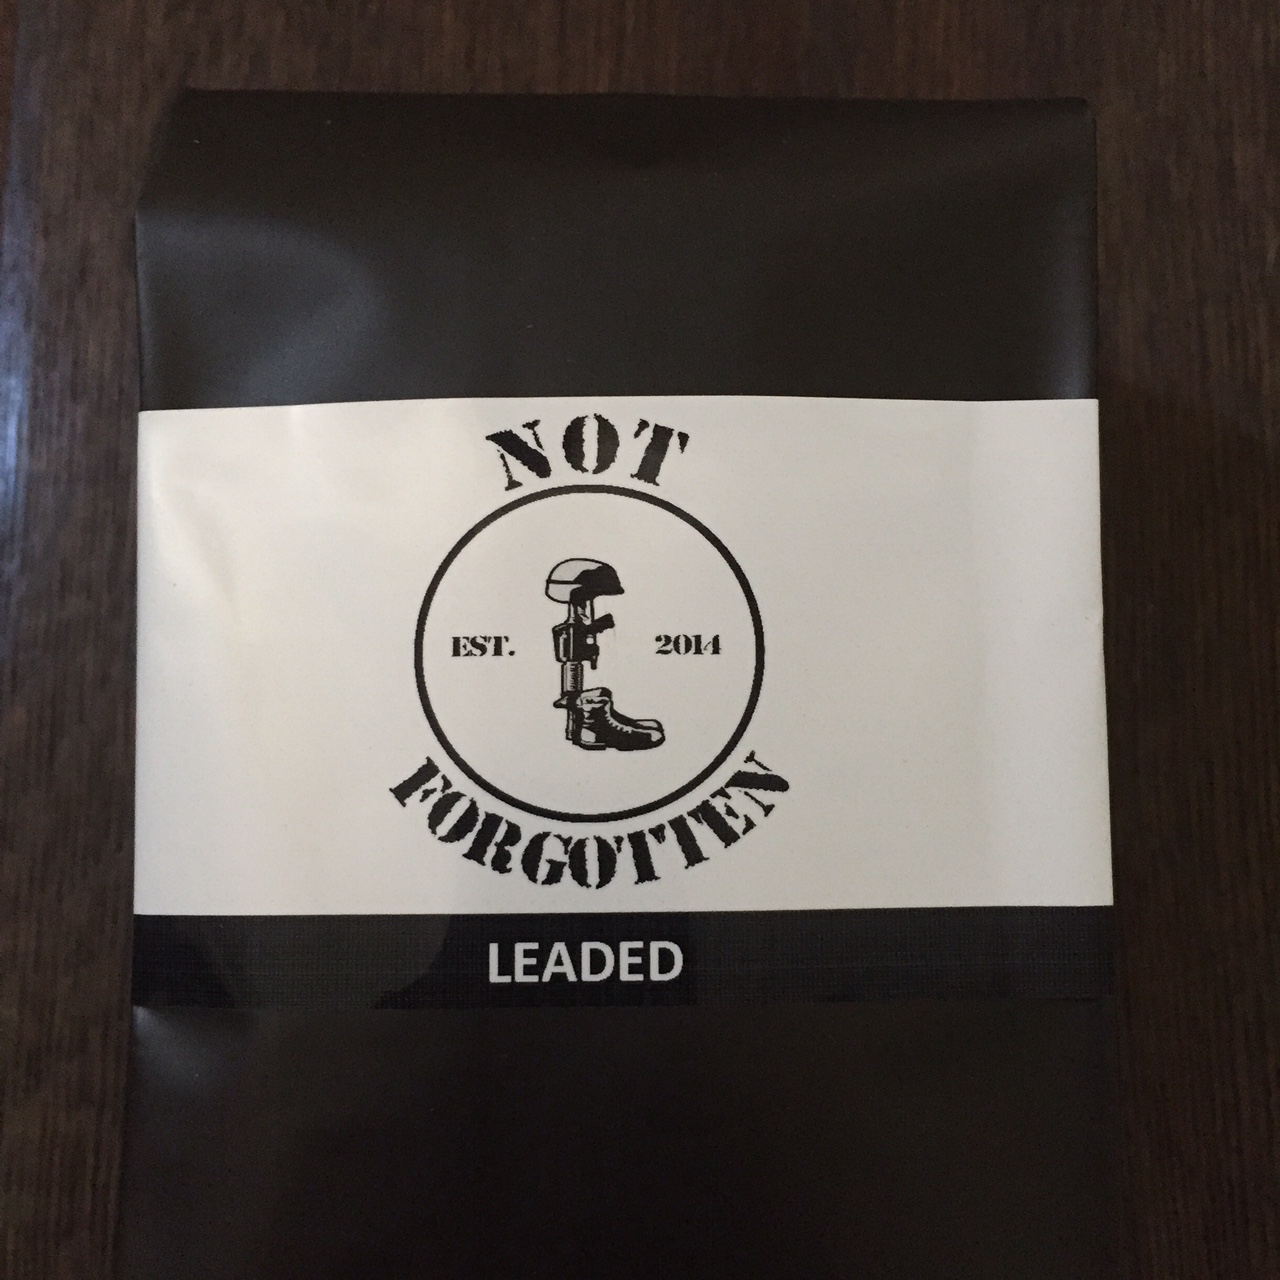 NOT
EST. 2014
FORGOTTEN
LEADED